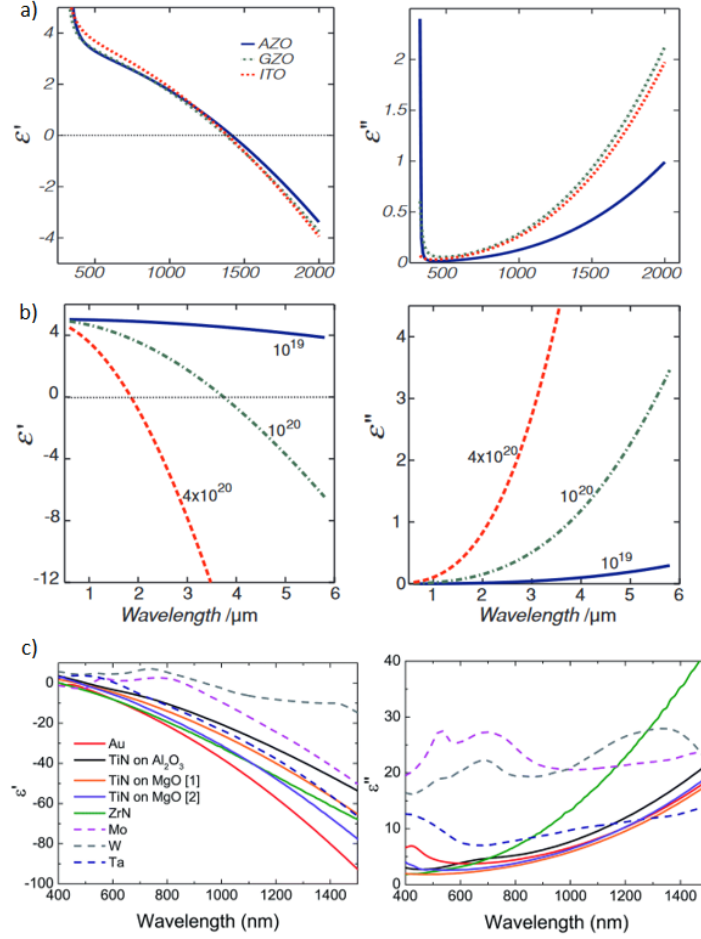 a)
4
2
0
-2
-4
ε'
AZO
GZO
ITO
500
1000
1500
2000
2
1.5
1
0.5
0
ε"
500
1000
1500
2000
b)
4
0
-4
-8
-12
ε'
10^19
10^20
4x10^20
1
2
3
4
5
6
Wavelength /µm
4
3
2
1
0
ε"
4x10^20
10^20
10^19
1
2
3
4
5
6
Wavelength /µm
c)
0
-20
-40
-60
-80
-100
ε'
Au
TiN on Al₂O₃
TiN on MgO [1]
TiN on MgO [2]
ZrN
Mo
W
Ta
400
600
800
1000
1200
1400
Wavelength (nm)
40
30
20
10
0
ε"
400
600
800
1000
1200
1400
Wavelength (nm)